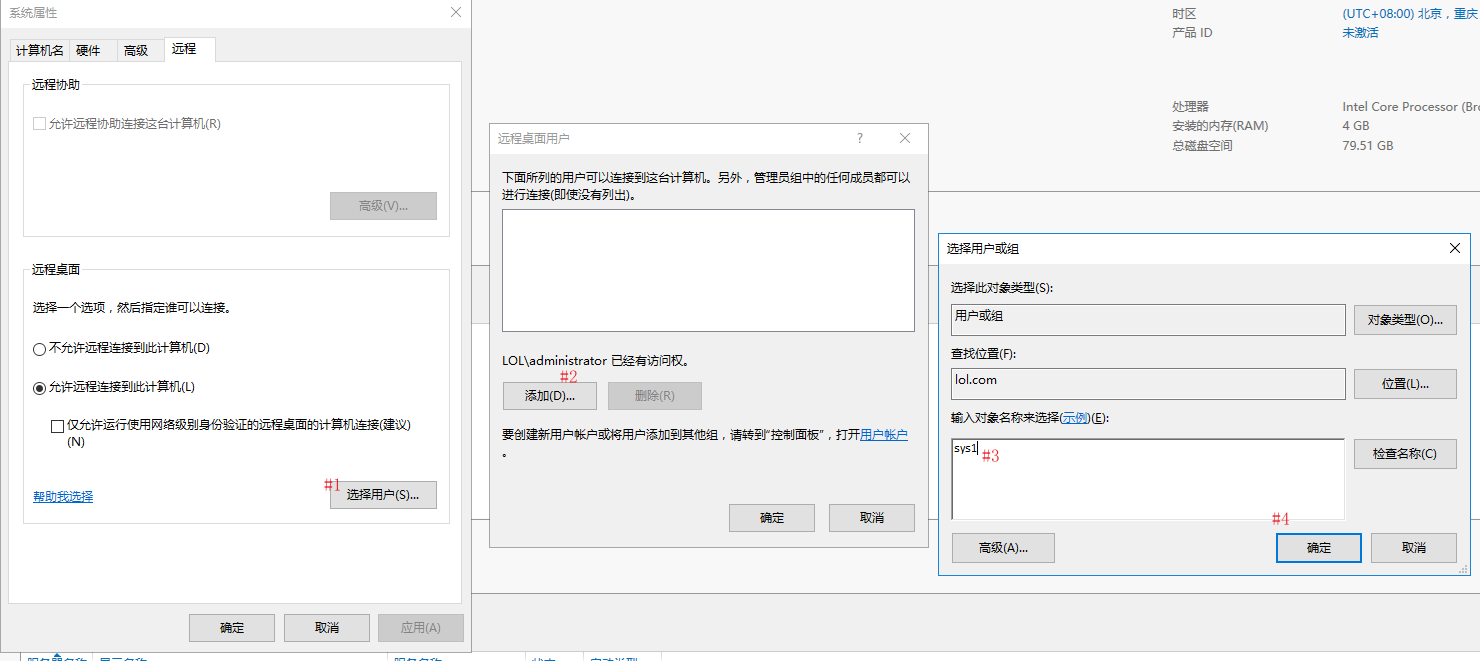 系统属性
计算机名 硬件 高级 远程
远程协助
允许远程协助连接这台计算机(R)
高级(V)...
远程桌面
选择一个选项，然后指定谁可以连接。
不允许远程连接到此计算机(D)
允许远程连接到此计算机(L)
仅允许运行使用网络级别身份验证的远程桌面的计算机连接(建议)
(N)
帮助我选择
#1
选择用户(S)...
确定 取消 应用(A)
远程桌面用户
?
下面所列的用户可以连接到这台计算机。另外，管理员组中的任何成员都可以
进行连接(即使没有列出)。
LOL\administrator 已经有访问权。
#2
添加(D)... 删除(R)
要创建新用户帐户或将用户添加到其他组，请转到“控制面板”，打开用户帐户
。
确定 取消
时区 (UTC+08:00) 北京，重庆
产品 ID 未激活
处理器 Intel Core Processor (Bro
安装的内存(RAM) 4 GB
总磁盘空间 79.51 GB
选择用户或组
选择此对象类型(S):
用户或组
对象类型(O)...
查找位置(F):
lol.com
位置(L)...
输入对象名称来选择(示例)(E):
sys1
#3
检查名称(C)
#4
高级(A)... 确定 取消